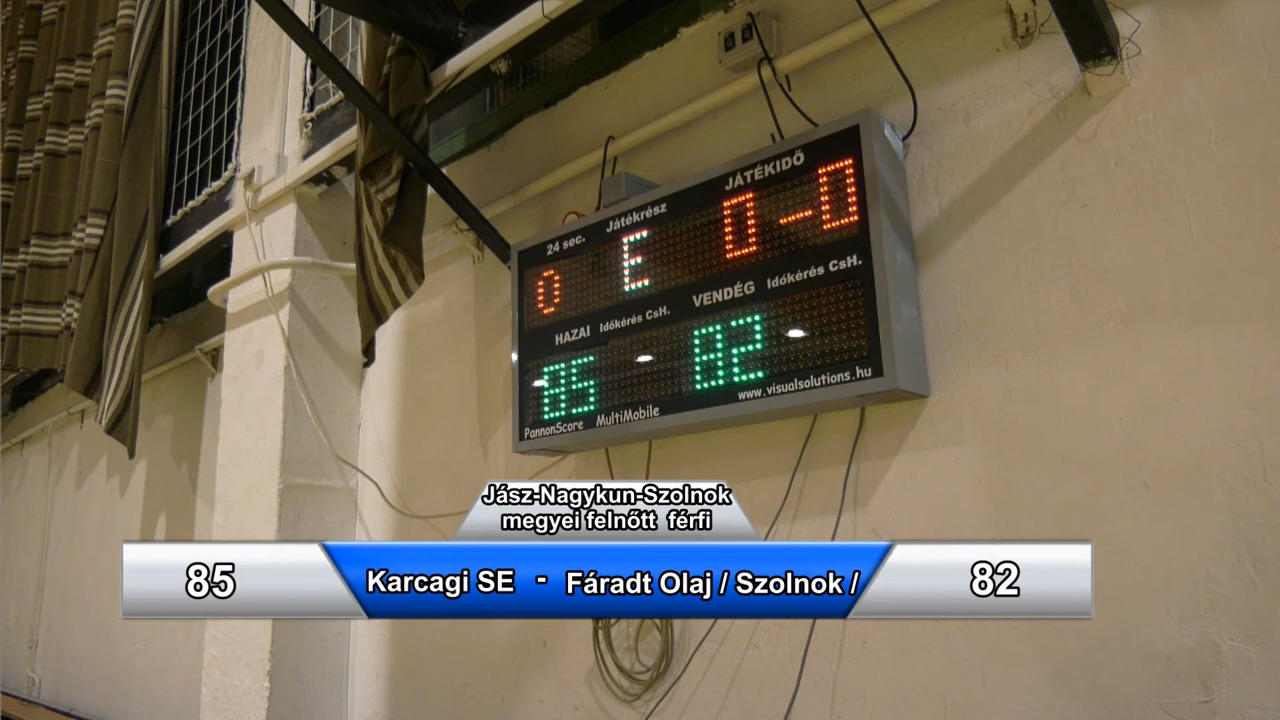 JÁTÉKIDŐ
24 sec. Játékrész
0 E 0-0
HAZAI Időkérés CsH. VENDÉG Időkérés CsH.
85 82
PannonScore MultiMobile www.visualsolutions.hu
Jász-Nagykun-Szolnok
megyei felnőtt férfi
85 Karcagi SE - Fáradt Olaj / Szolnok / 82